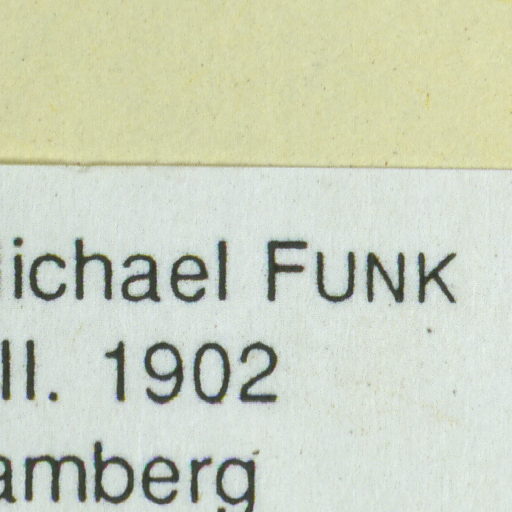 ichael FUNK
II. 1902
amberg